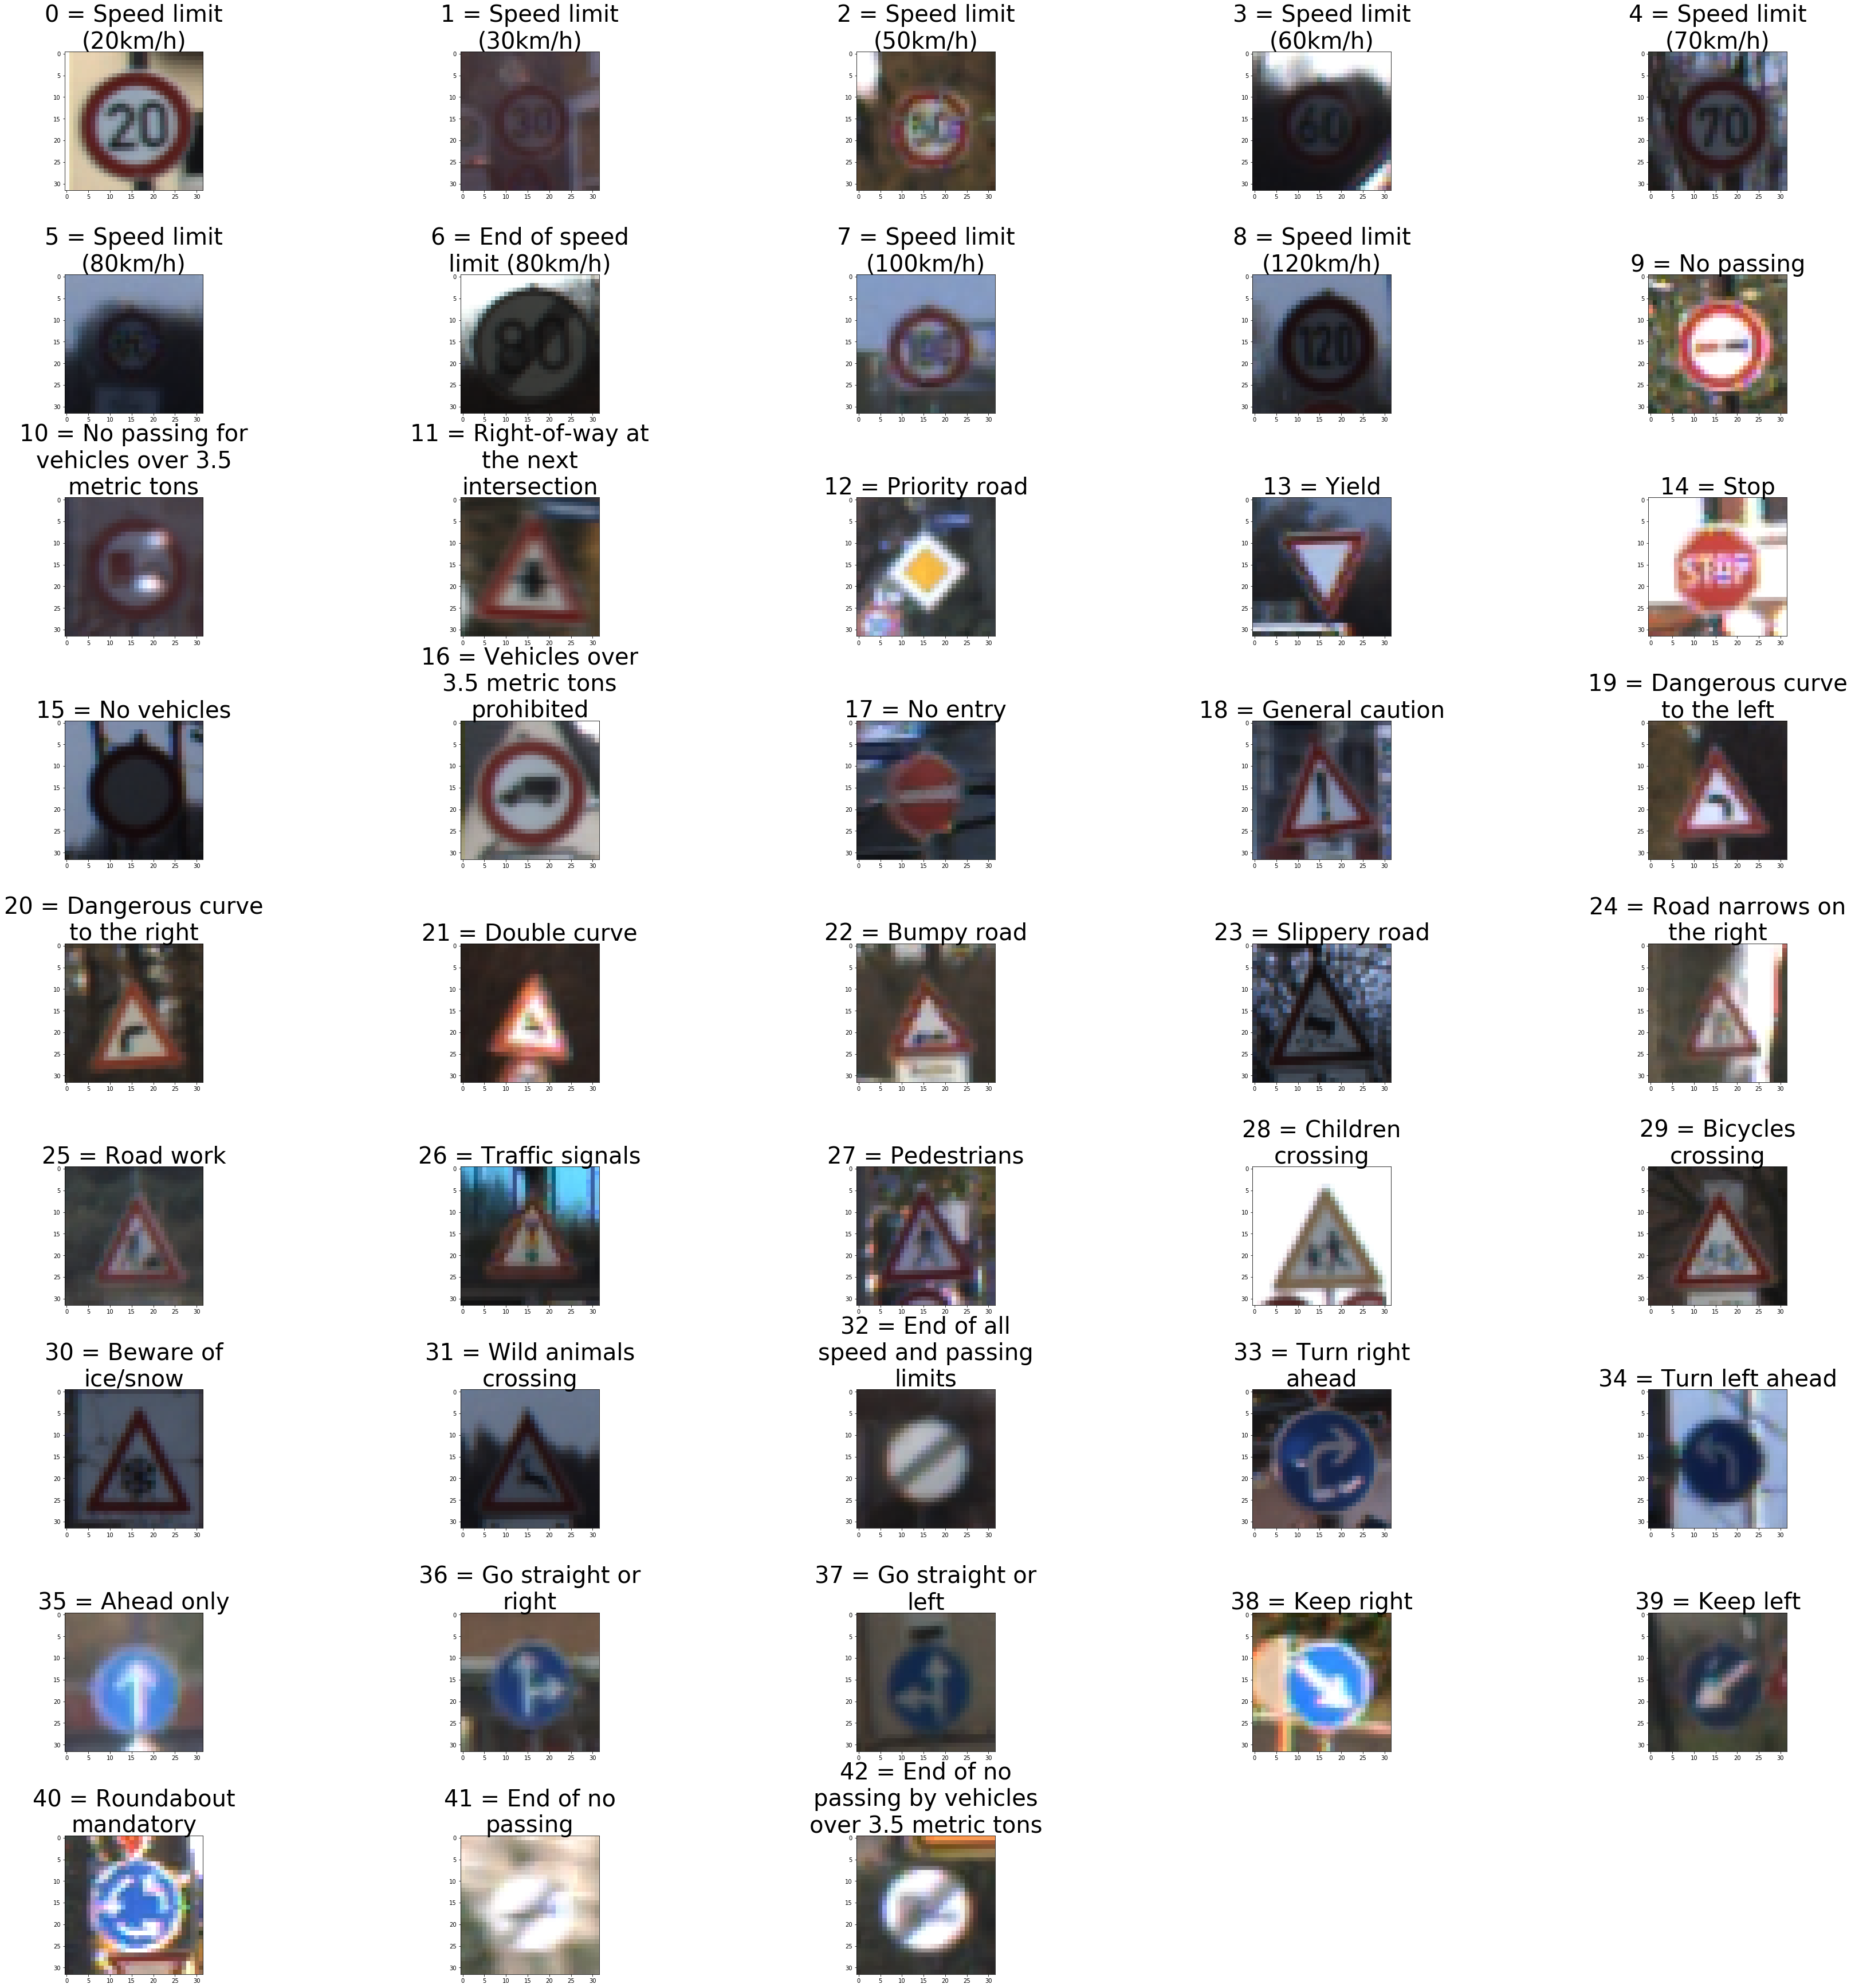 0 = Speed limit
(20km/h)
1 = Speed limit
(30km/h)
2 = Speed limit
(50km/h)
3 = Speed limit
(60km/h)
4 = Speed limit
(70km/h)
20
30
60
70
5 = Speed limit
(80km/h)
6 = End of speed
limit (80km/h)
7 = Speed limit
(100km/h)
8 = Speed limit
(120km/h)
9 = No passing
80
120
10 = No passing for
vehicles over 3.5
metric tons
11 = Right-of-way at
the next
intersection
12 = Priority road
13 = Yield
14 = Stop
STOP
15 = No vehicles
16 = Vehicles over
3.5 metric tons
prohibited
17 = No entry
18 = General caution
19 = Dangerous curve
to the left
20 = Dangerous curve
to the right
21 = Double curve
22 = Bumpy road
23 = Slippery road
24 = Road narrows on
the right
25 = Road work
26 = Traffic signals
27 = Pedestrians
28 = Children
crossing
29 = Bicycles
crossing
30 = Beware of
ice/snow
31 = Wild animals
crossing
32 = End of all
speed and passing
limits
33 = Turn right
ahead
34 = Turn left ahead
35 = Ahead only
36 = Go straight or
right
37 = Go straight or
left
38 = Keep right
39 = Keep left
40 = Roundabout
mandatory
41 = End of no
passing
42 = End of no
passing by vehicles
over 3.5 metric tons